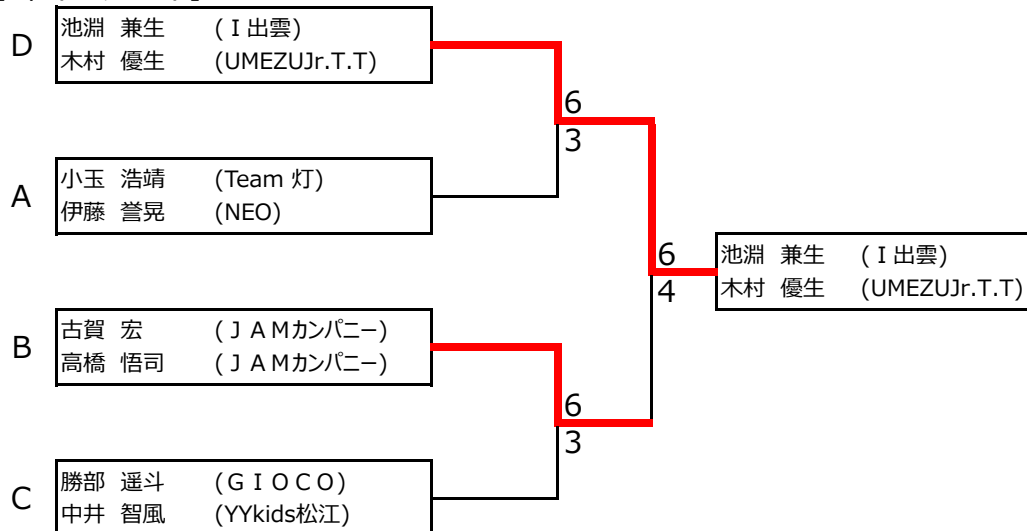 D
池淵 兼生 (Ｉ出雲)
木村 優生 (UMEZUJr.T.T)
6
3
A
小玉 浩靖 (Team 灯)
伊藤 誉晃 (NEO)
6
4
池淵 兼生 (Ｉ出雲)
木村 優生 (UMEZUJr.T.T)
B
古賀 宏 (ＪＡＭカンパニー)
高橋 悟司 (ＪＡＭカンパニー)
6
3
C
勝部 遥斗 (ＧＩＯＣＯ)
中井 智風 (YYkids松江)